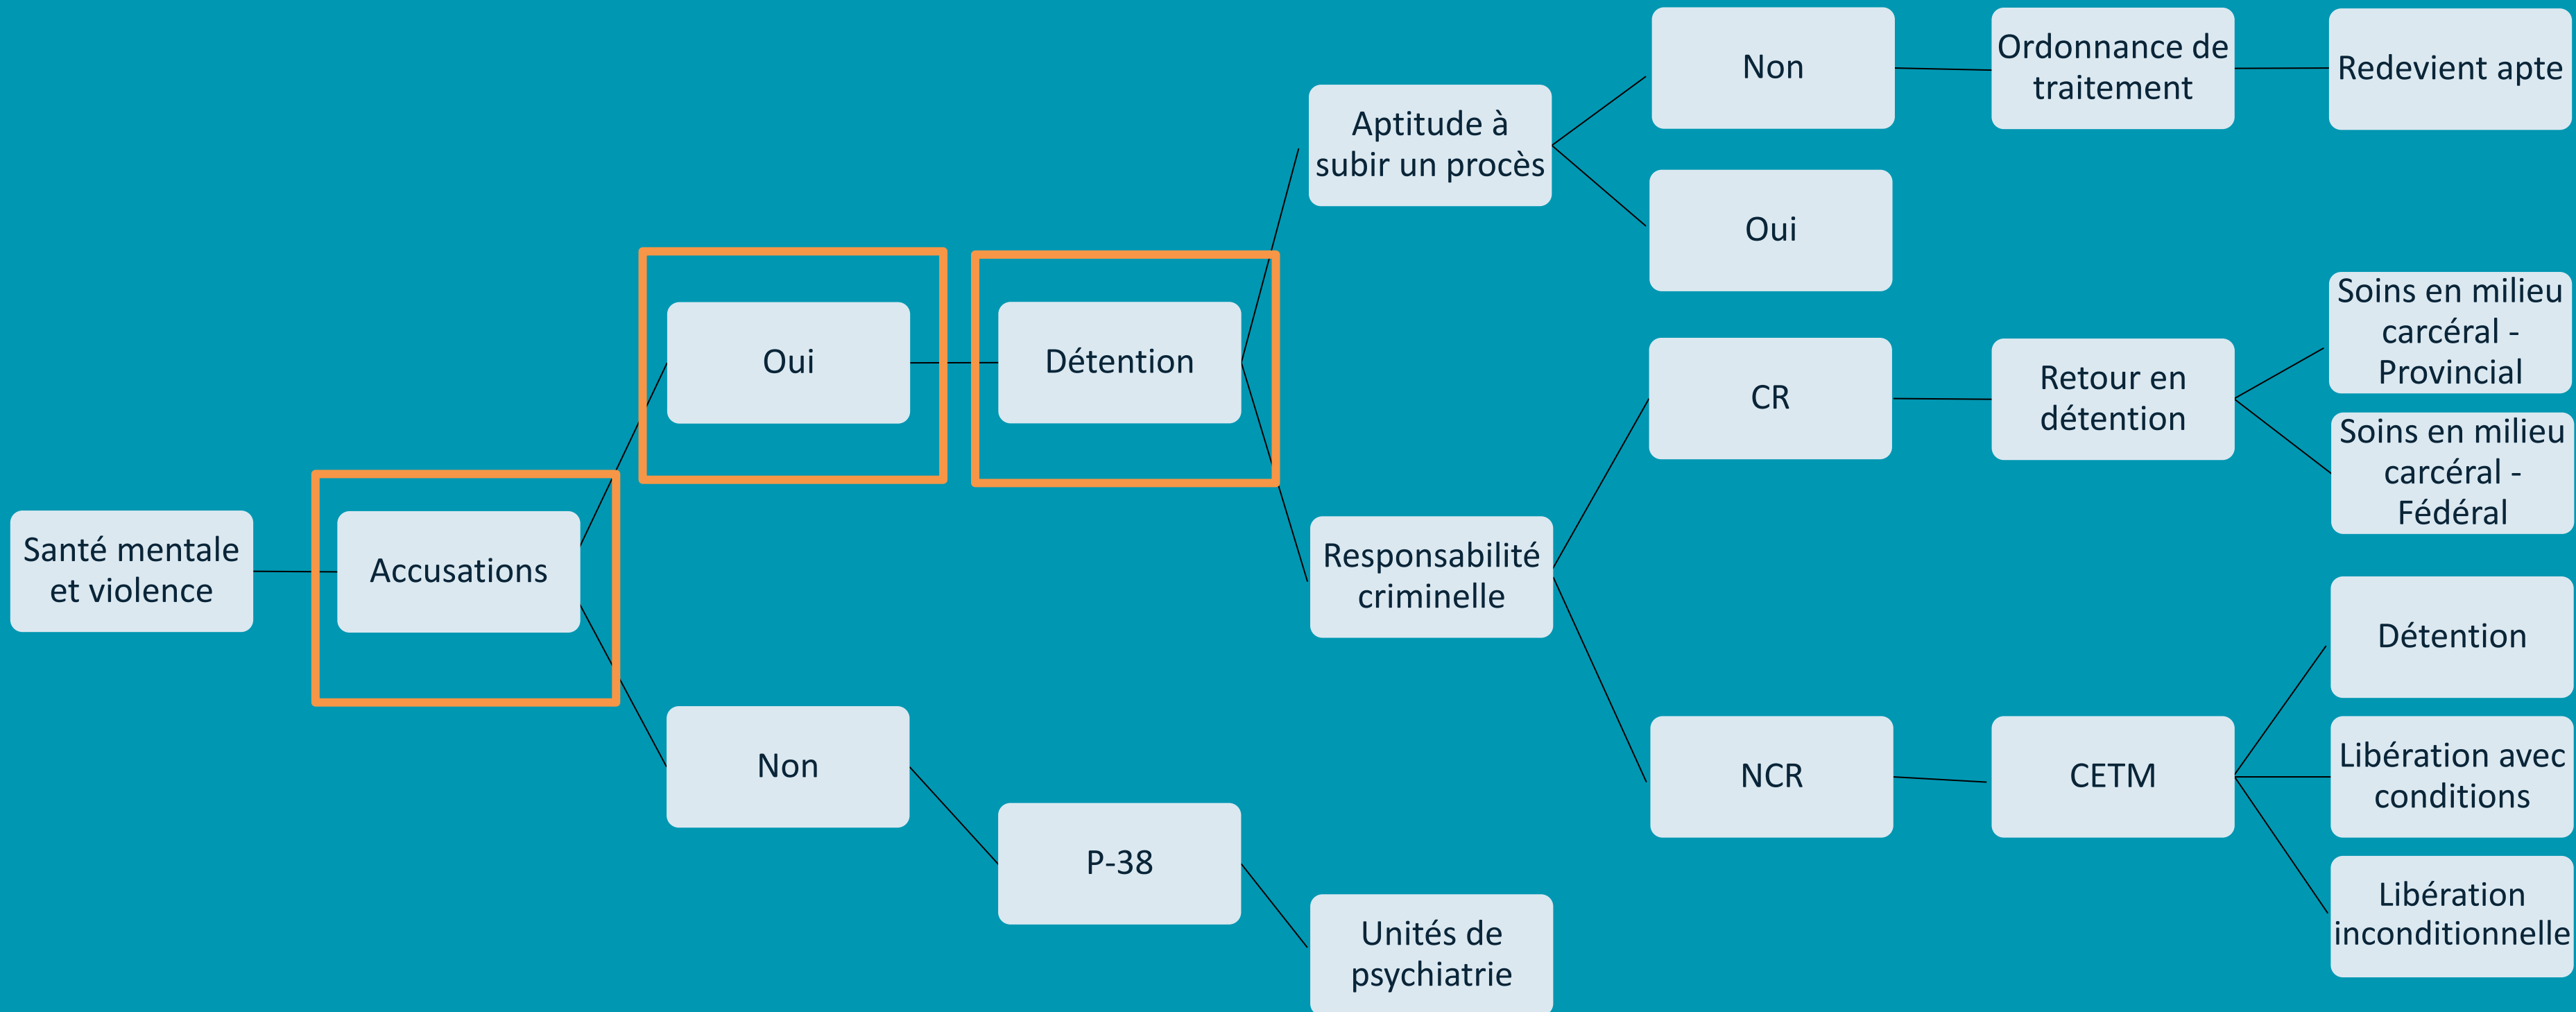 Santé mentale
et violence
Accusations
Oui
Détention
Aptitude à
subir un procès
Non
Ordonnance de
traitement
Redevient apte
Oui
Responsabilité
criminelle
CR
Retour en
détention
Soins en milieu
carcéral -
Provincial
Soins en milieu
carcéral -
Fédéral
NCR
CETM
Détention
Libération avec
conditions
Libération
inconditionnelle
Non
P-38
Unités de
psychiatrie